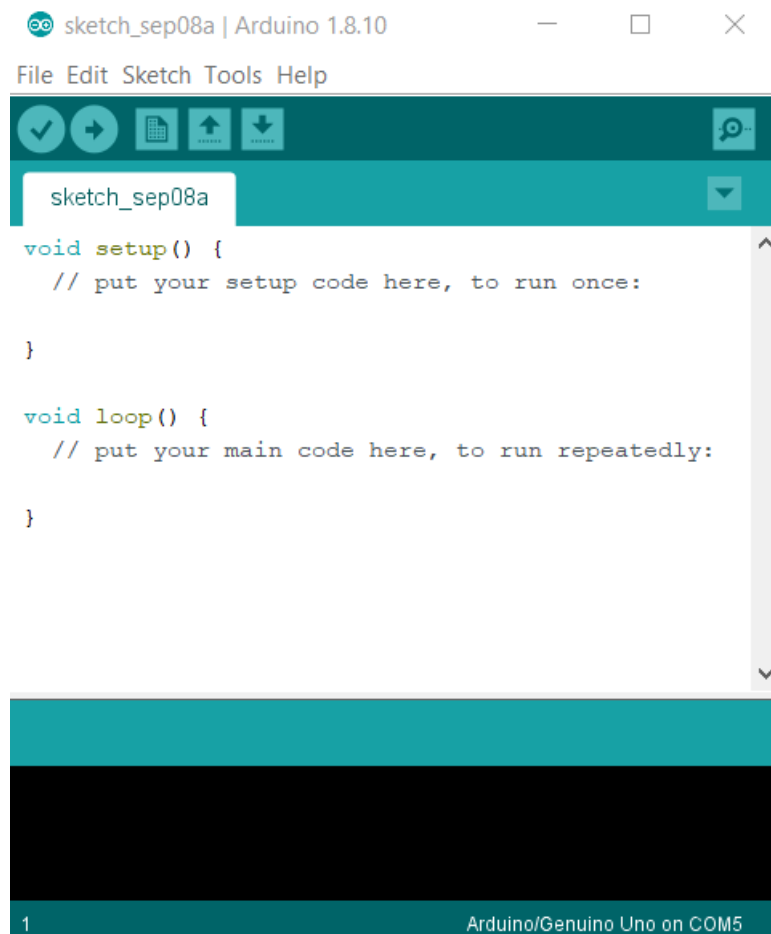 sketch_sep08a | Arduino 1.8.10
File Edit Sketch Tools Help
sketch_sep08a
void setup() {
  // put your setup code here, to run once:
}
void loop() {
  // put your main code here, to run repeatedly:
}
1 Arduino/Genuino Uno on COM5